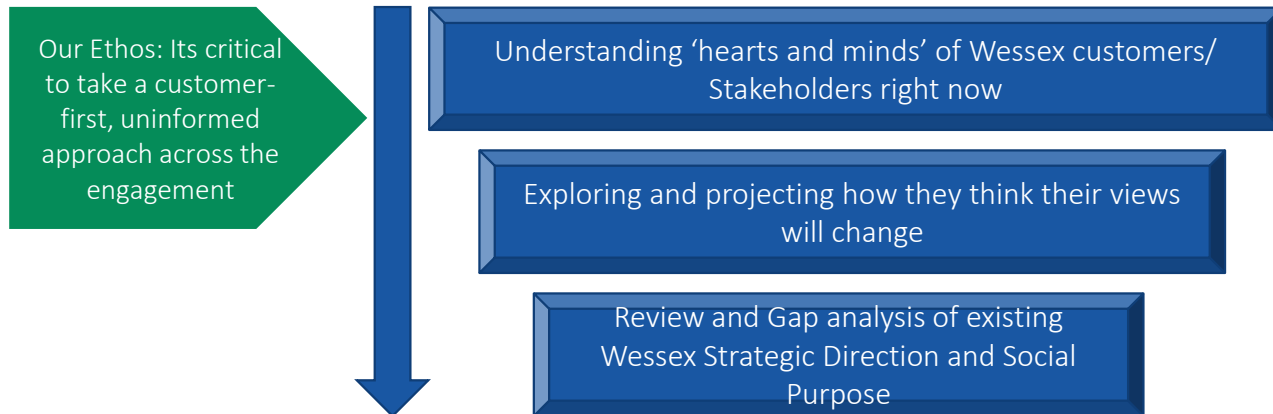 Our Ethos: Its critical
to take a customer-
first, uninformed
approach across the
engagement
Understanding ‘hearts and minds’ of Wessex customers/
Stakeholders right now
Exploring and projecting how they think their views
will change
Review and Gap analysis of existing
Wessex Strategic Direction and Social
Purpose